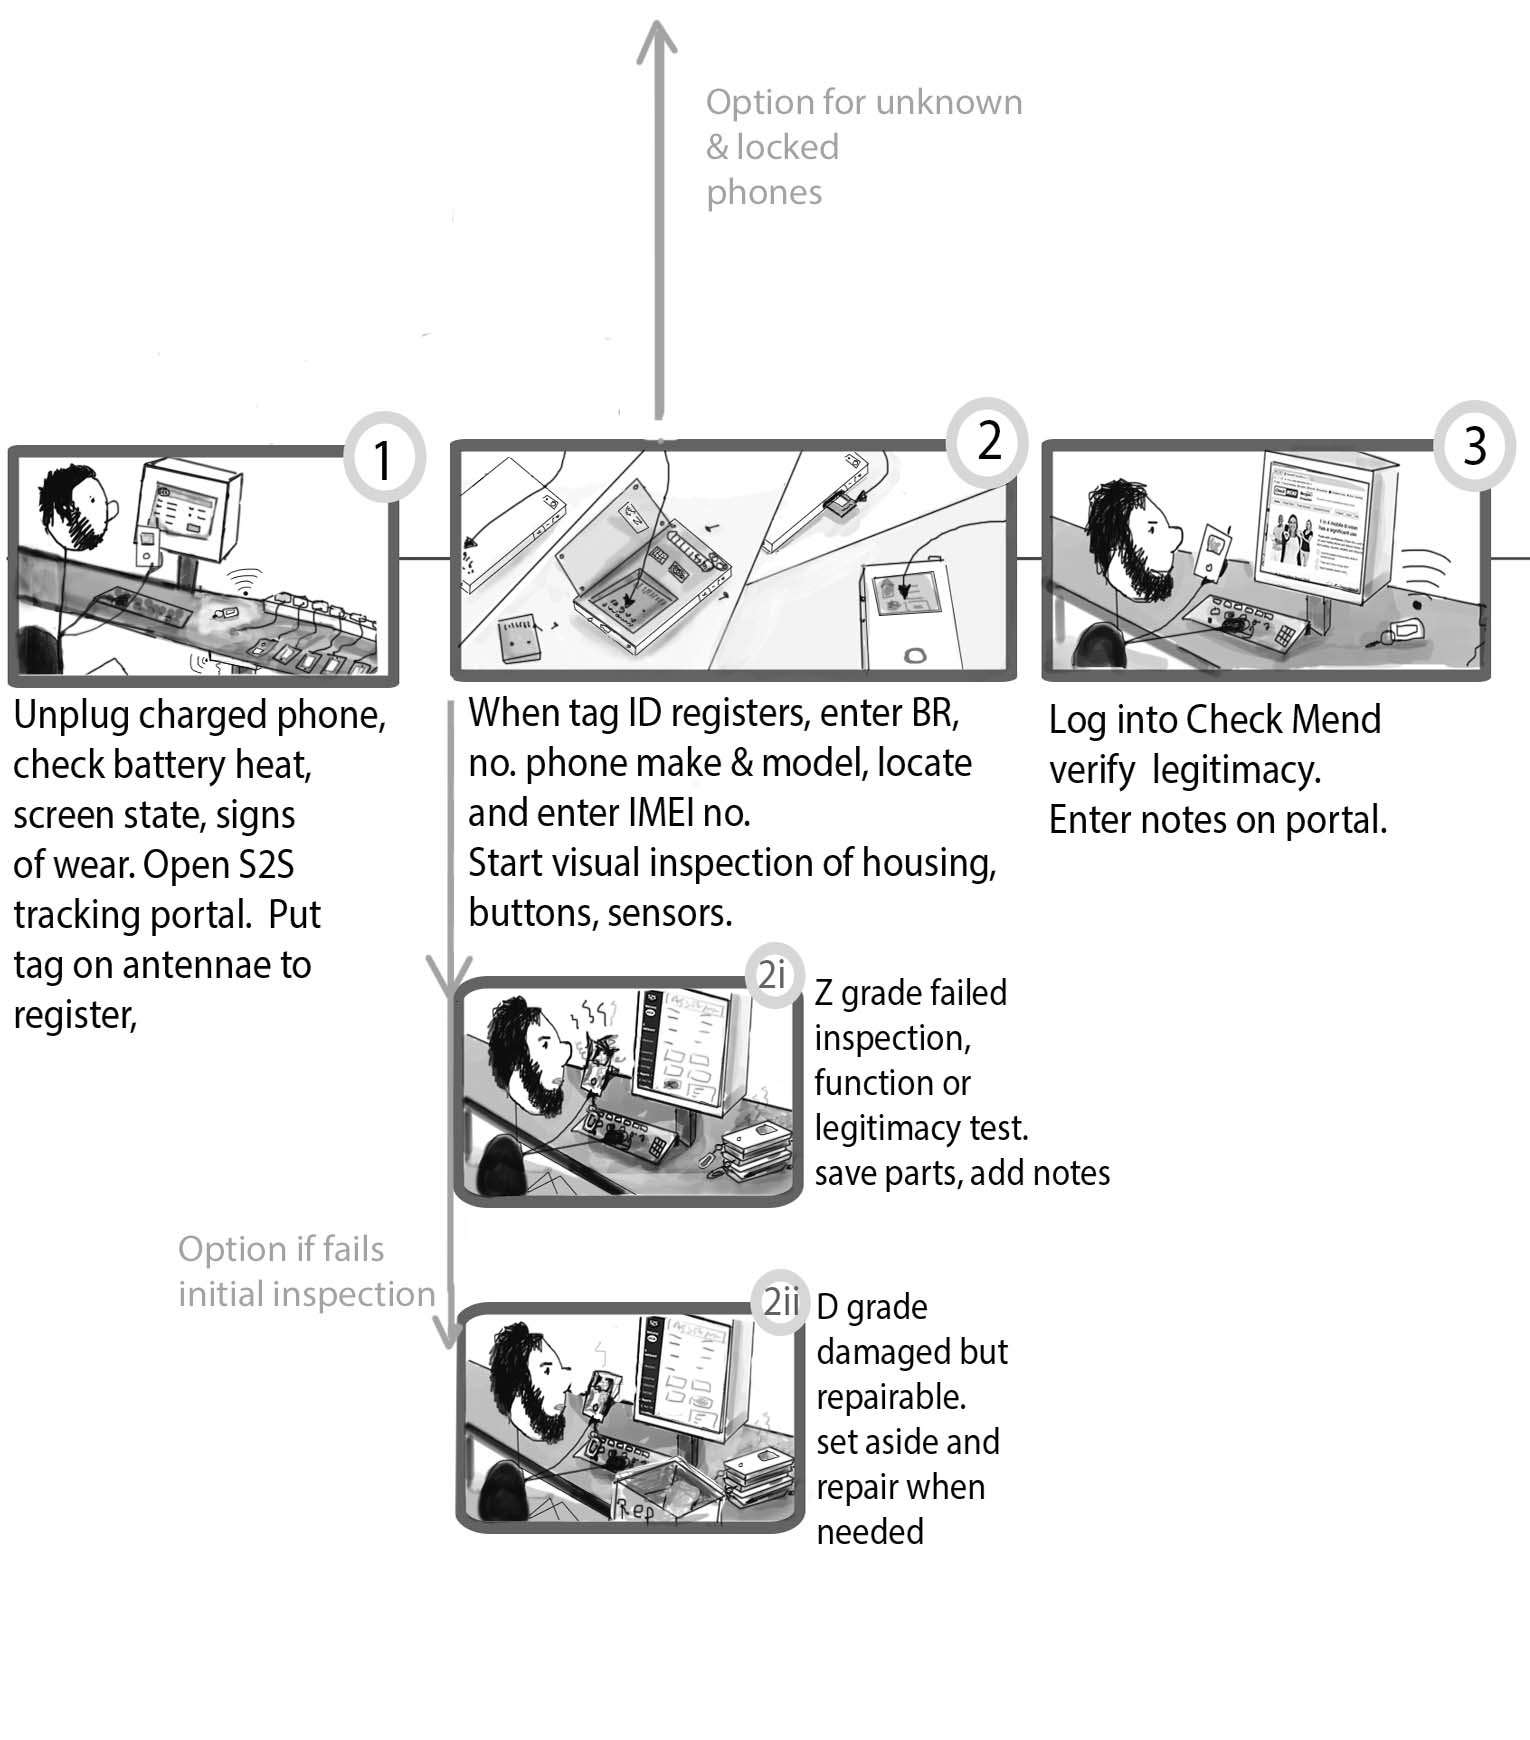 Option for unknown
& locked
phones
1
2
3
Unplug charged phone,
check battery heat,
screen state, signs
of wear. Open S2S
tracking portal.  Put
tag on antennae to
register,
When tag ID registers, enter BR,
no. phone make & model, locate
and enter IMEI no.
Start visual inspection of housing,
buttons, sensors.
Log into Check Mend
verify  legitimacy.
Enter notes on portal.
2i
Z grade failed
inspection,
function or
legitimacy test.
save parts, add notes
Option if fails
initial inspection
2ii
D grade
damaged but
repairable.
set aside and
repair when
needed
Rep